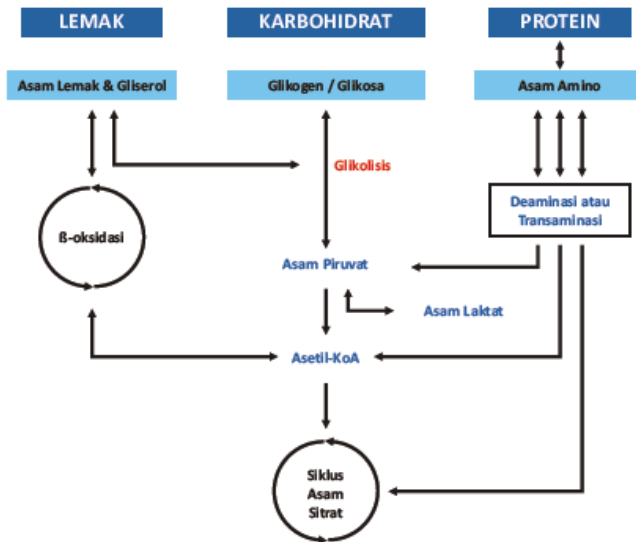 LEMAK
KARBOHIDRAT
PROTEIN
Asam Lemak & Gliserol
Glikogen / Glikosa
Asam Amino
Glikolisis
Deaminasi atau
Transaminasi
ß-oksidasi
Asam Piruvat
Asam Laktat
Asetil-KoA
Siklus
Asam
Sitrat